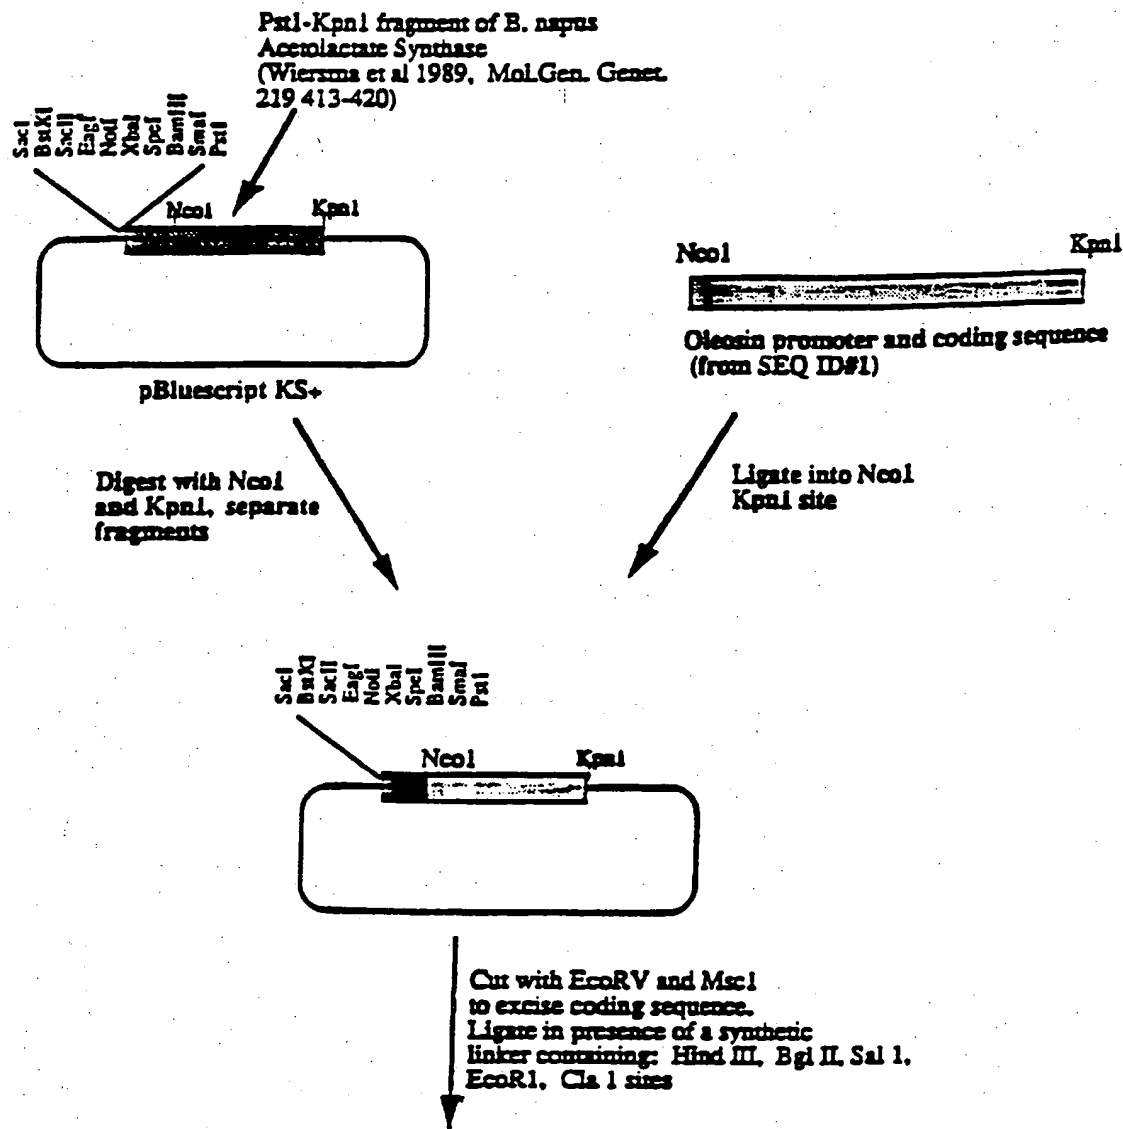 Pst1-Kpn1 fragment of B. napus
Acetolactate Synthase
(Wiersma et al 1989, Mol.Gen. Genet.
219 413-420)
SacI
BstXI
SacII
EagI
NotI
XbaI
SpeI
BamHI
SmaI
PstI
Nco1
Kpn1
pBluescript KS+
Nco1
Kpn1
Oleosin promoter and coding sequence
(from SEQ ID#1)
Digest with Nco1
and Kpn1, separate
fragments
Ligate into Nco1
Kpn1 site
SacI
BstXI
SacII
EagI
NotI
XbaI
SpeI
BamHI
SmaI
PstI
Nco1
Kpn1
Cut with EcoRV and Msc1
to excise coding sequence.
Ligate in presence of a synthetic
linker containing: Hind III, Bgl II, Sal 1,
EcoR1, Cla 1 sites